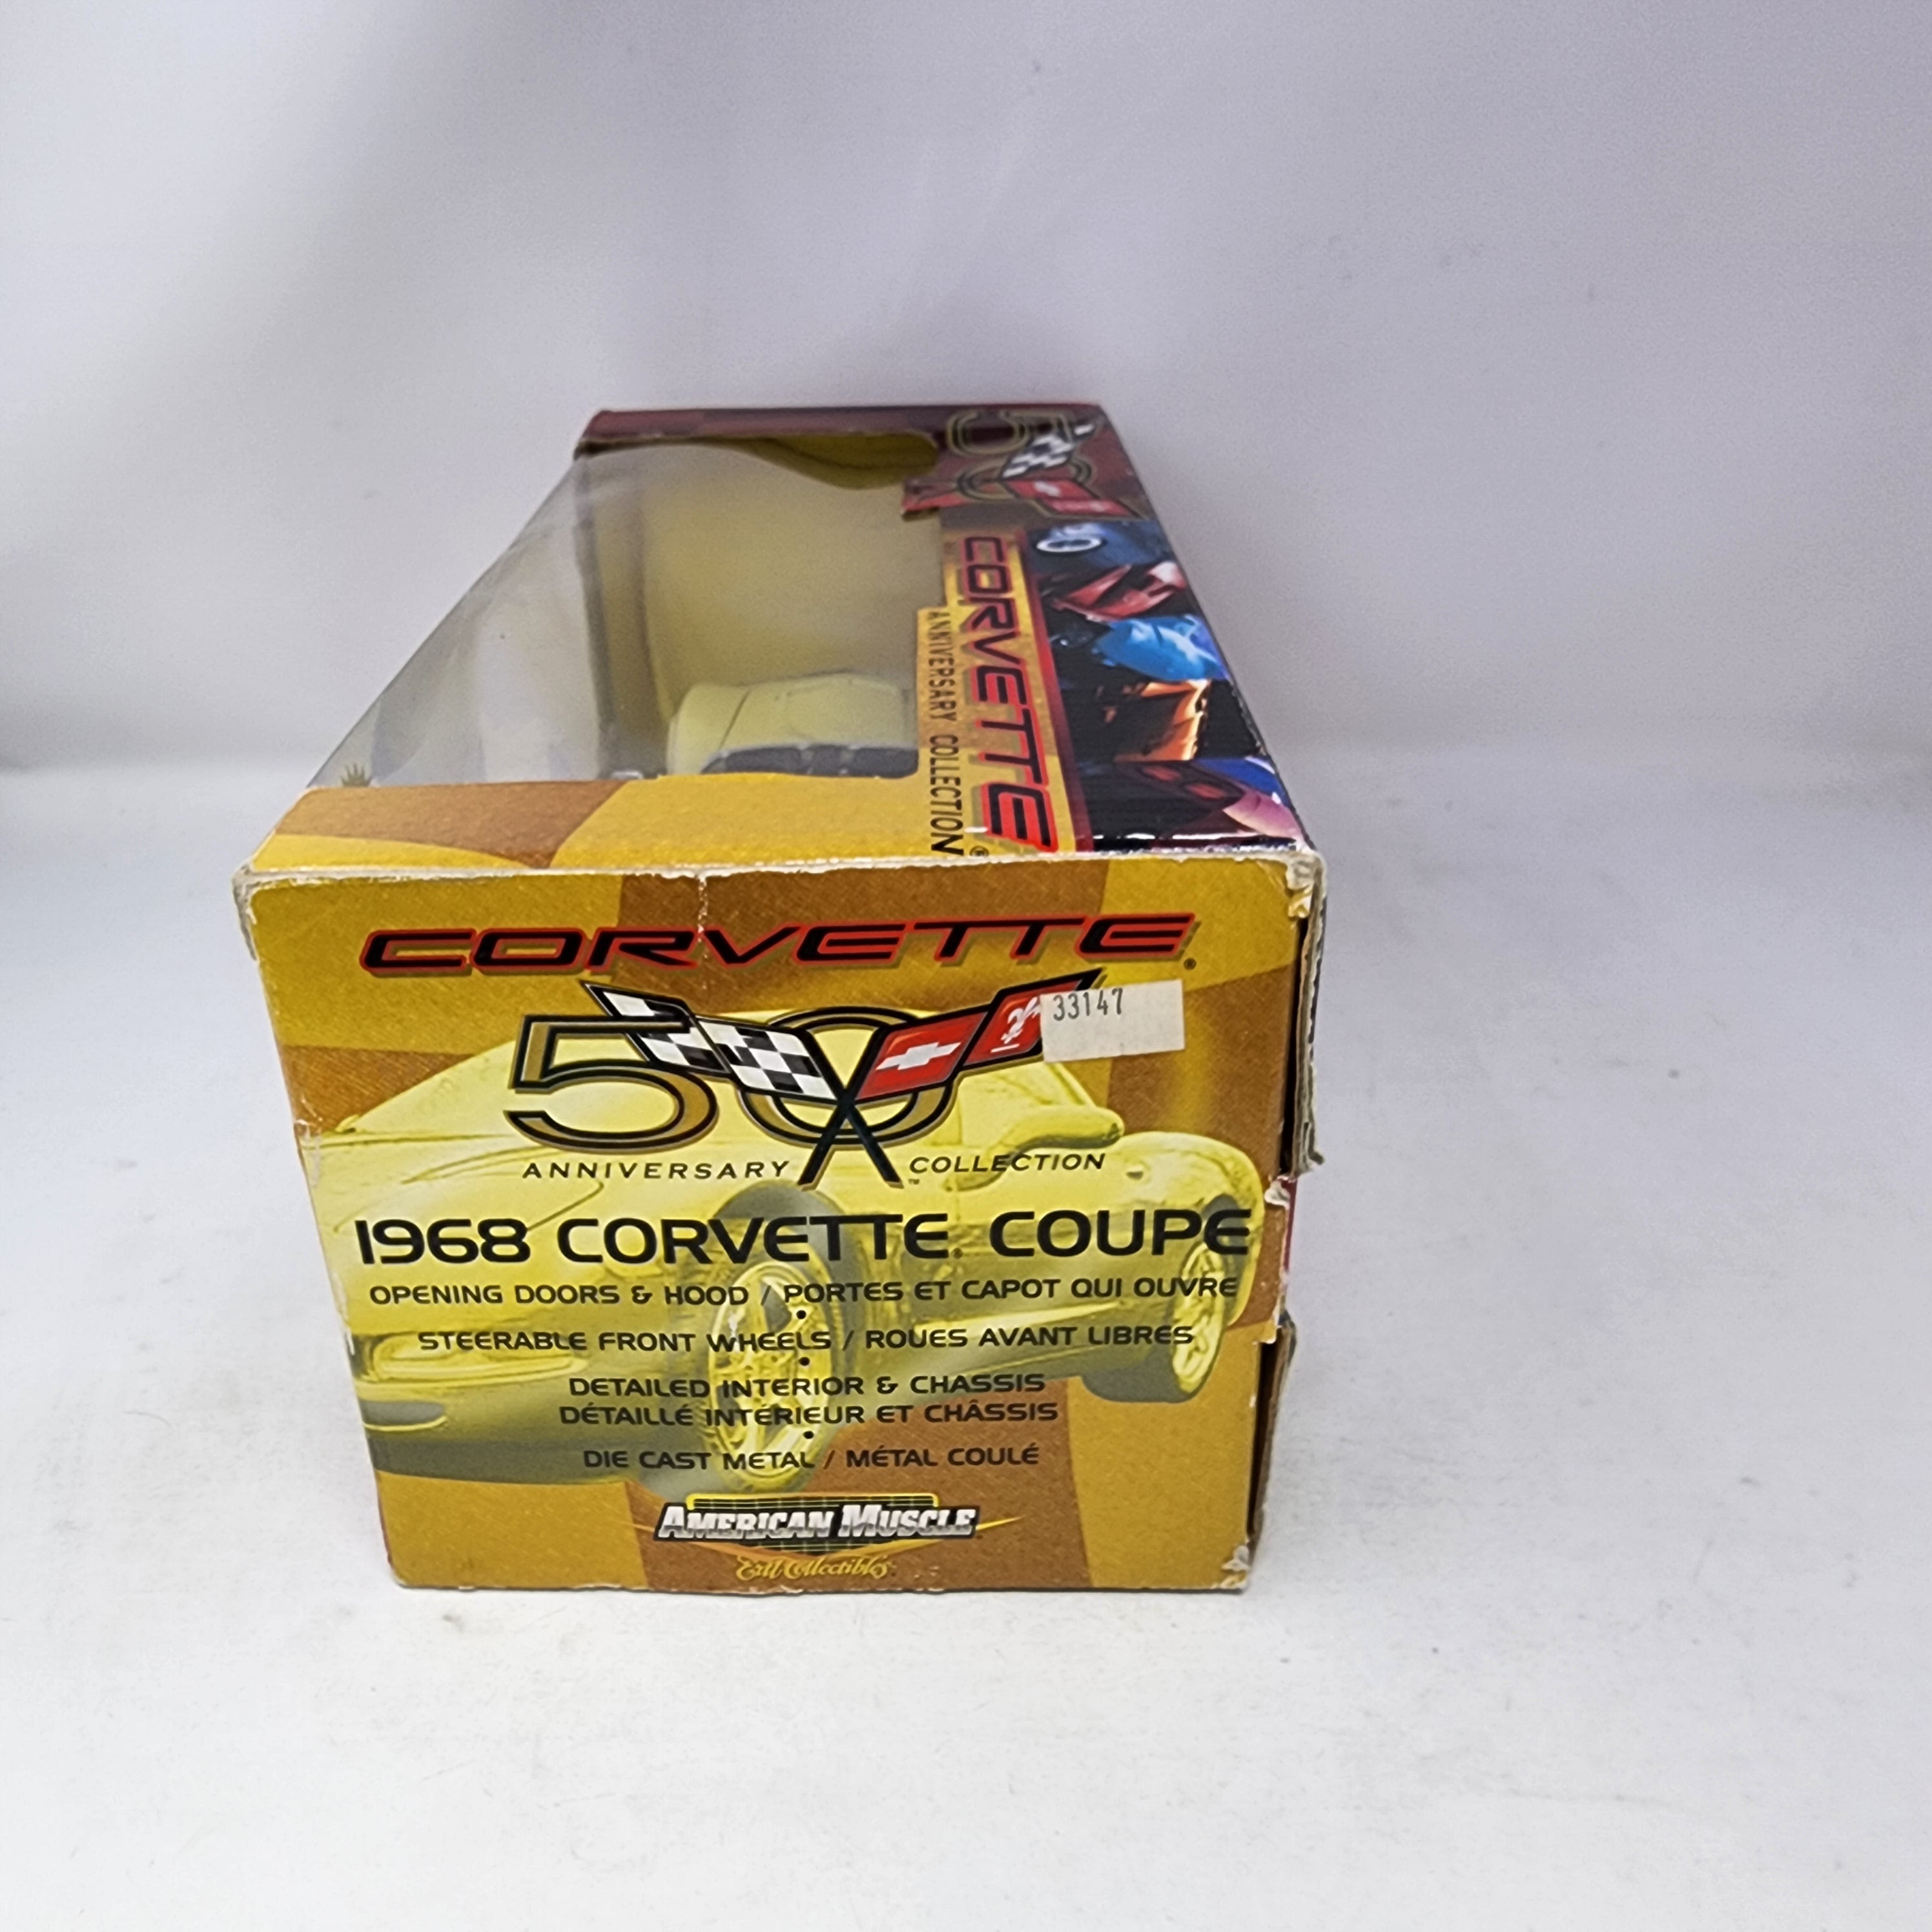 50
CORVETTE®
ANNIVERSARY COLLECTION
CORVETTE®
33147
50
ANNIVERSARY COLLECTION™
1968 CORVETTE® COUPE
OPENING DOORS & HOOD / PORTES ET CAPOT QUI OUVRE
•
STEERABLE FRONT WHEELS / ROUES AVANT LIBRES
•
DETAILED INTERIOR & CHASSIS
DÉTAILLÉ INTÉRIEUR ET CHÂSSIS
•
DIE CAST METAL / MÉTAL COULÉ
AMERICAN MUSCLE
Ertl Collectibles